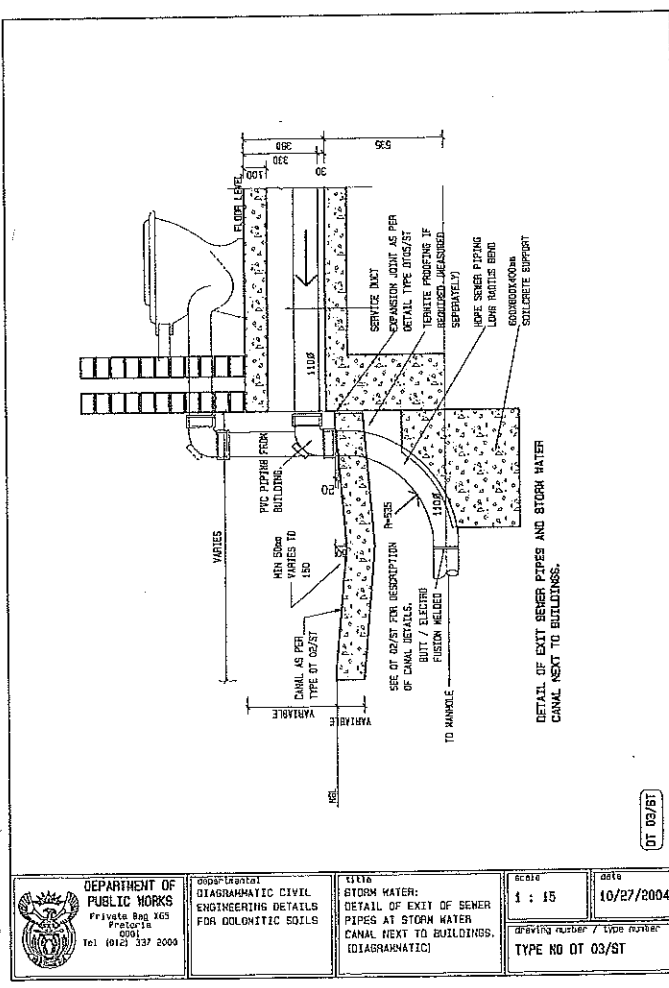 DETAIL OF EXIT SEWER PIPES AND STORM WATER
CANAL NEXT TO BUILDINGS.
FLOOR LEVEL
100
330
380
30
535
SERVICE DUCT
EXPANSION JOINT AS PER
DETAIL TYPE DT05/ST
TERMITE PROOFING IF
REQUIRED (MEASURED
SEPERATELY)
HDPE SEWER PIPING
LONG RADIUS BEND
600X600X400mm
SOILCRETE SUPPORT
110Ø
VARIES
PVC PIPING FROM
BUILDING.
20
MIN 50mm
VARIES TO
150
CANAL AS PER
TYPE DT 02/ST
R=535
110Ø
SEE DT 02/ST FOR DESCRIPTION
OF CANAL DETAILS.
BUTT / ELECTRO
FUSION WELDED
TO MANHOLE
VARIABLE
VARIABLE
NGL
DT 03/ST
DEPARTMENT OF
PUBLIC WORKS
Private Bag X65
Pretoria
0001
Tel (012) 337 2000
departmental
DIAGRAMMATIC CIVIL
ENGINEERING DETAILS
FOR DOLOMITIC SOILS
title
STORM WATER:
DETAIL OF EXIT OF SEWER
PIPES AT STORM WATER
CANAL NEXT TO BUILDINGS.
(DIAGRAMMATIC)
scale
1 : 15
date
10/27/2004
drawing number / type number
TYPE NO DT 03/ST